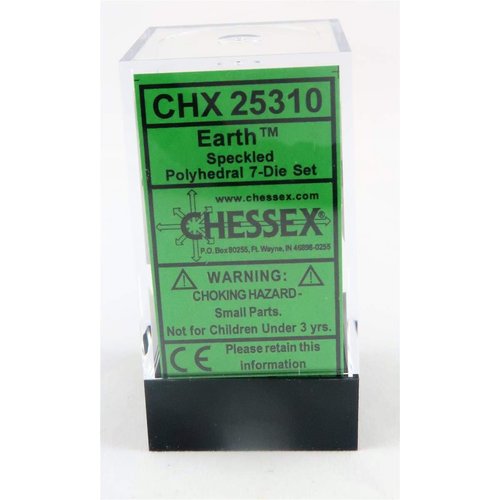 CHX 25310
Earth™
Speckled
Polyhedral 7-Die Set
www.chessex.com
CHESSEX®
P.O. Box 80255, Ft. Wayne, IN 46898-0255
WARNING:
CHOKING HAZARD -
Small Parts.
Not for Children Under 3 yrs.
CE Please retain this
information